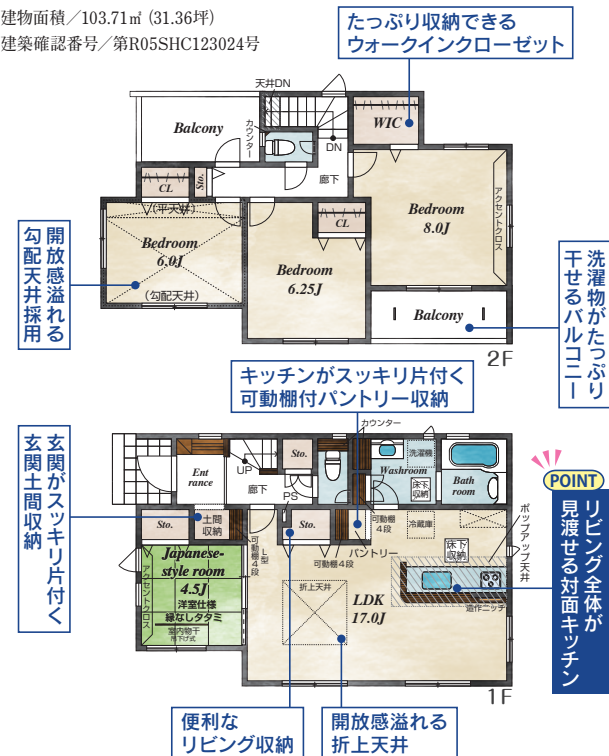 建物面積／103.71㎡ (31.36坪)
建築確認番号／第R05SHC123024号
たっぷり収納できる
ウォークインクローゼット
天井DN
Balcony
カウンター
DN
WIC
CL
Sto.
廊下
(平天井)
Bedroom
6.0J
(勾配天井)
CL
Bedroom
6.25J
Bedroom
8.0J
アクセントクロス
Balcony
2F
開放感溢れる
勾配天井採用
洗濯物がたっぷり
干せるバルコニー
キッチンがスッキリ片付く
可動棚付パントリー収納
玄関がスッキリ片付く
玄関土間収納
Ent
rance
UP
Sto.
廊下
PS
カウンター
洗濯機
Washroom
床下
収納
Bath
room
Sto.
土間
収納
可動棚
4段
L型
Sto.
可動棚4段
可動棚
4段
パントリー
冷蔵庫
床下
収納
ポップアップ天井
アクセントクロス
Japanese-
style room
4.5J
洋室仕様
縁なしタタミ
室内物干
吊下げ式
折上天井
LDK
17.0J
造作ニッチ
1F
POINT
リビング全体が
見渡せる対面キッチン
便利な
リビング収納
開放感溢れる
折上天井